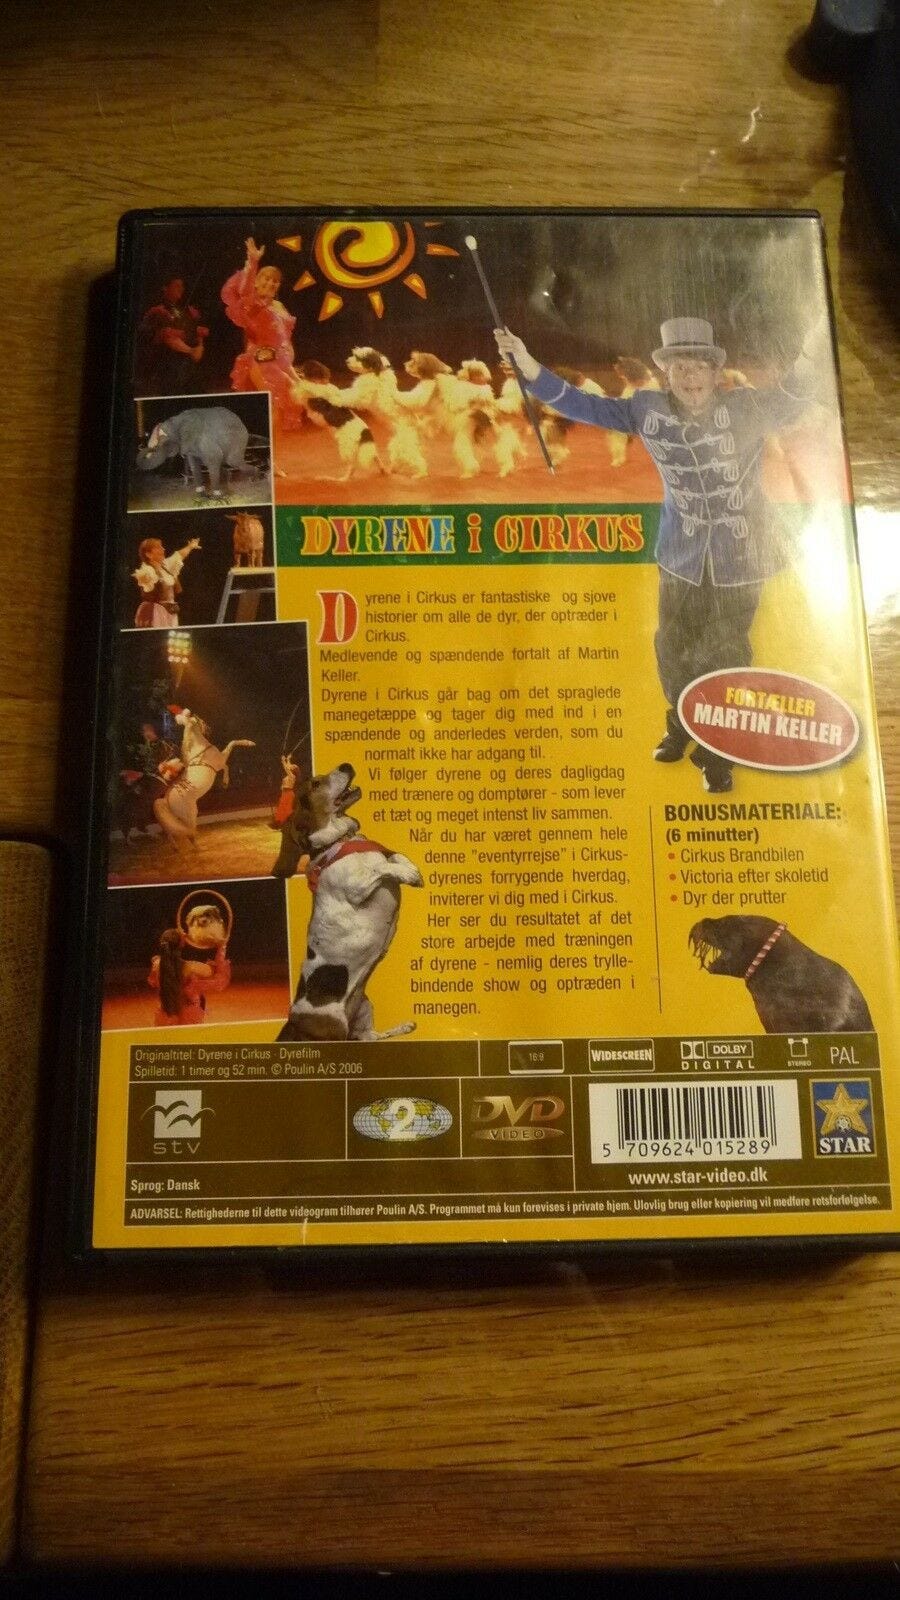 DYRENE i CIRKUS
Dyrene i Cirkus er fantastiske og sjove
historier om alle de dyr, der optræder i
Cirkus.
Medlevende og spændende fortalt af Martin
Keller.
Dyrene i Cirkus går bag om det spraglede
manegetæppe og tager dig med ind i en
spændende og anderledes verden, som du
normalt ikke har adgang til.
Vi følger dyrene og deres dagligdag
med trænere og domptører - som lever
et tæt og meget intenst liv sammen.
Når du har været gennem hele
denne "eventyrrejse" i Cirkus-
dyrenes forrygende hverdag,
inviterer vi dig med i Cirkus.
Her ser du resultatet af det
store arbejde med træningen
af dyrene - nemlig deres trylle-
bindende show og optræden i
manegen.
FORTÆLLER
MARTIN KELLER
BONUSMATERIALE:
(6 minutter)
• Cirkus Brandbilen
• Victoria efter skoletid
• Dyr der prutter
Originaltitel: Dyrene i Cirkus - Dyrefilm
Spilletid: 1 timer og 52 min. © Poulin A/S 2006
16:9
WIDESCREEN
DOLBY
DIGITAL
STEREO
PAL
stv
2
DVD
VIDEO
5 709624 015289
STAR
www.star-video.dk
Sprog: Dansk
ADVARSEL: Rettighederne til dette videogram tilhører Poulin A/S. Programmet må kun forevises i private hjem. Ulovlig brug eller kopiering vil medføre retsforfølgelse.